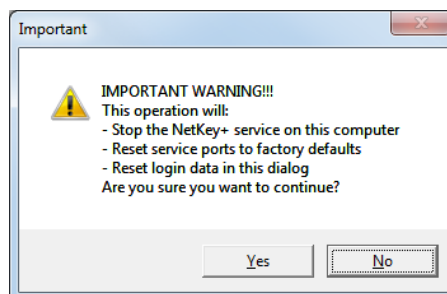 Important
IMPORTANT WARNING!!!
This operation will:
- Stop the NetKey+ service on this computer
- Reset service ports to factory defaults
- Reset login data in this dialog
Are you sure you want to continue?
Yes
No